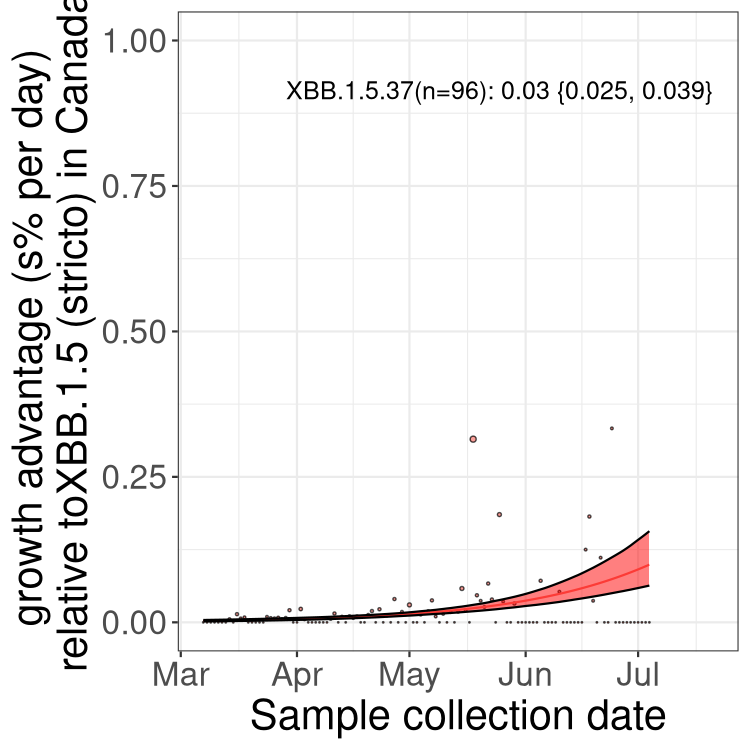 growth advantage (s% per day)
relative toXBB.1.5 (stricto) in Canada
1.00
0.75
0.50
0.25
0.00
XBB.1.5.37(n=96): 0.03 {0.025, 0.039}
Mar Apr May Jun Jul
Sample collection date